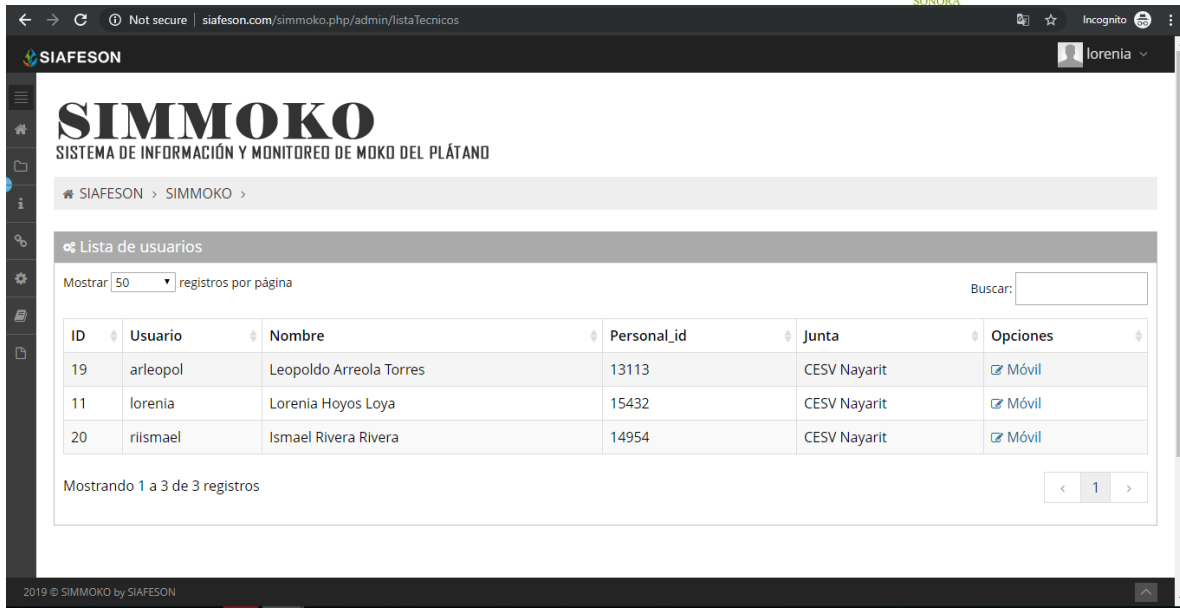 SONORA
Not secure | siafeson.com/simmoko.php/admin/listaTecnicos Incognito
SIAFESON lorenia
SIMMOKO
SISTEMA DE INFORMACIÓN Y MONITOREO DE MOKO DEL PLÁTANO
SIAFESON > SIMMOKO >
Lista de usuarios
Mostrar 50 registros por página Buscar:
ID Usuario Nombre Personal_id Junta Opciones
19 arleopol Leopoldo Arreola Torres 13113 CESV Nayarit Móvil
11 lorenia Lorenia Hoyos Loya 15432 CESV Nayarit Móvil
20 riismael Ismael Rivera Rivera 14954 CESV Nayarit Móvil
Mostrando 1 a 3 de 3 registros < 1 >
2019 © SIMMOKO by SIAFESON